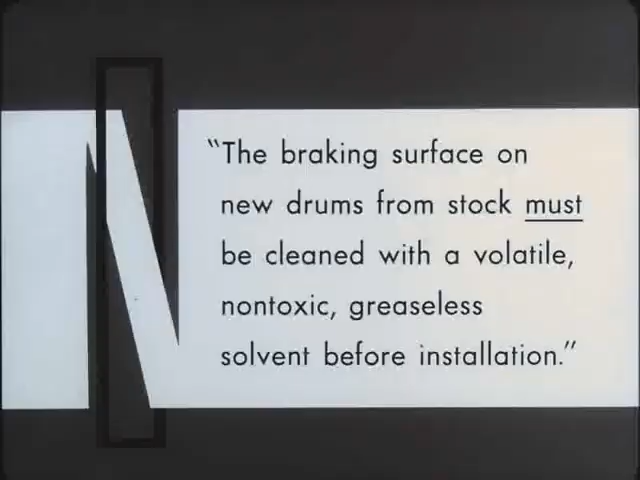 N
"The braking surface on
new drums from stock must
be cleaned with a volatile,
nontoxic, greaseless
solvent before installation."